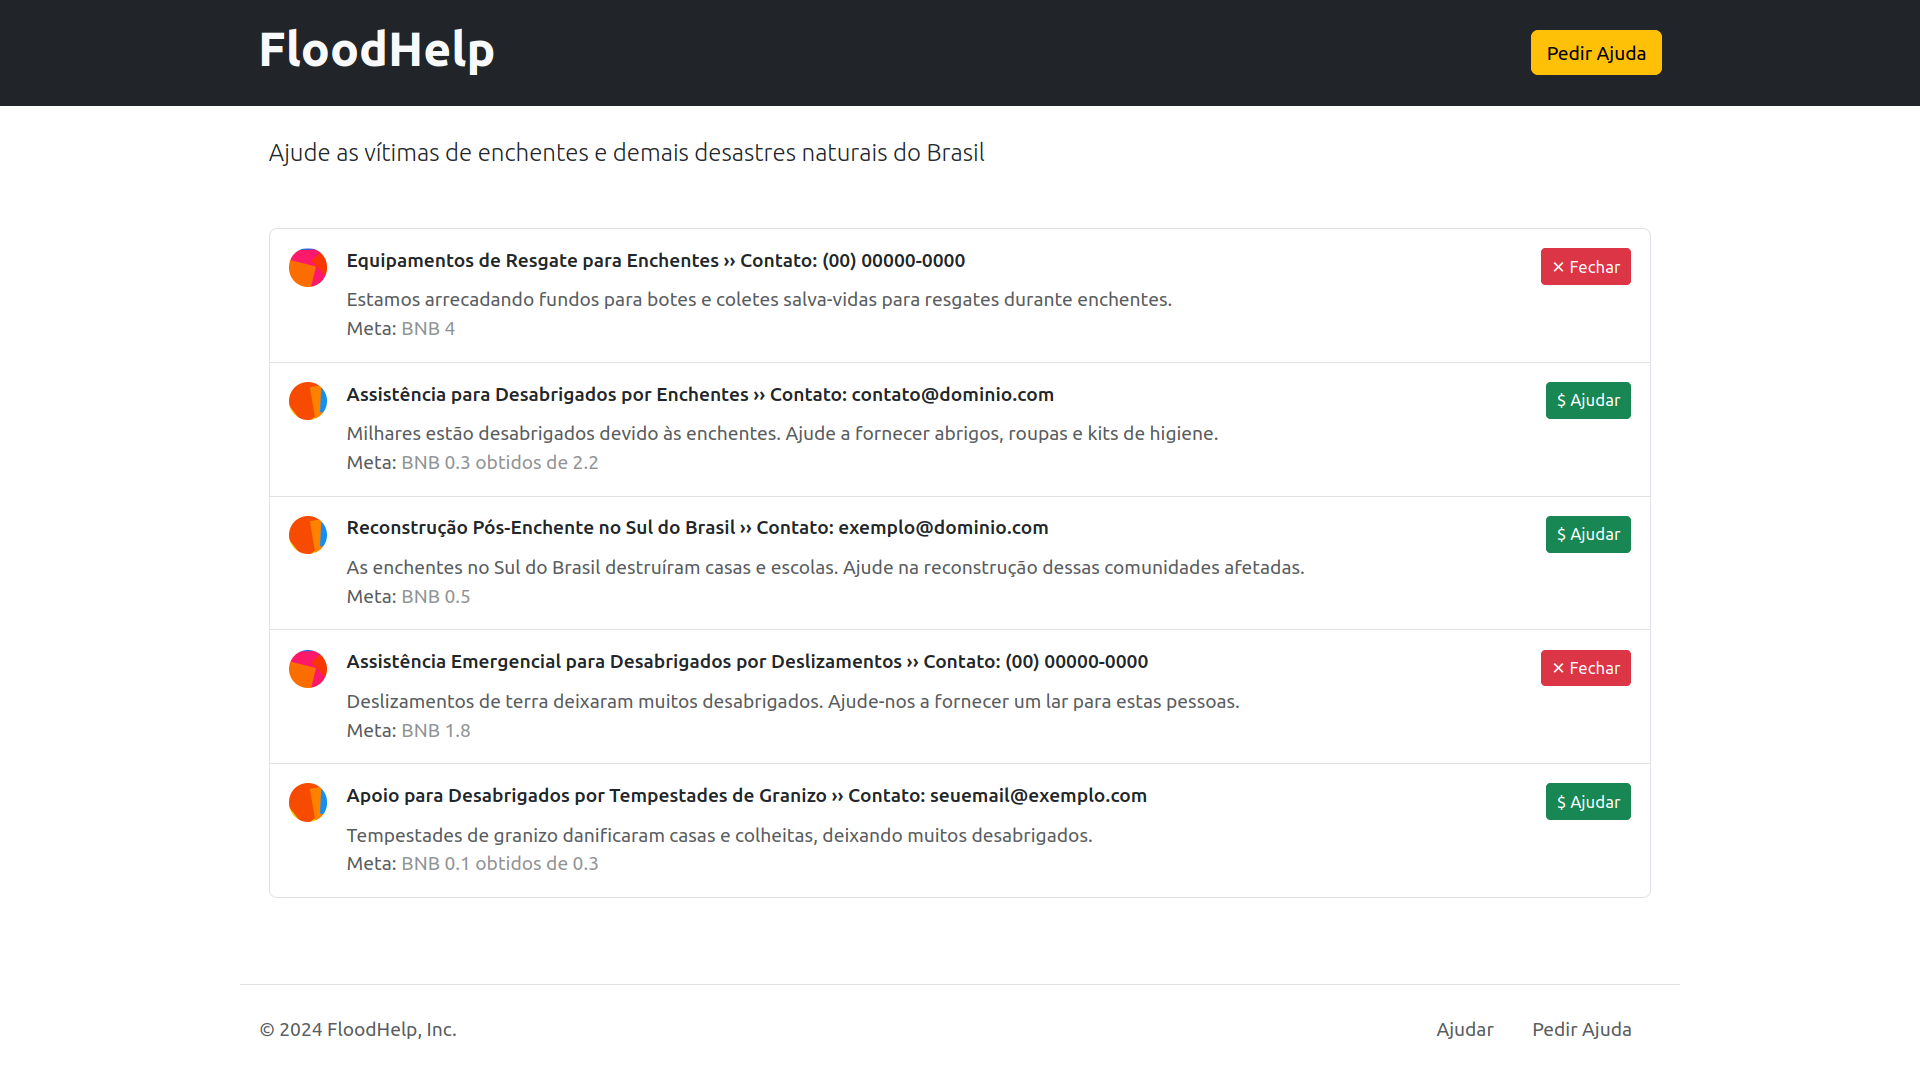 FloodHelp
Pedir Ajuda
Ajude as vítimas de enchentes e demais desastres naturais do Brasil
Equipamentos de Resgate para Enchentes ›› Contato: (00) 00000-0000
✕ Fechar
Estamos arrecadando fundos para botes e coletes salva-vidas para resgates durante enchentes.
Meta: BNB 4
Assistência para Desabrigados por Enchentes ›› Contato: contato@dominio.com
$ Ajudar
Milhares estão desabrigados devido às enchentes. Ajude a fornecer abrigos, roupas e kits de higiene.
Meta: BNB 0.3 obtidos de 2.2
Reconstrução Pós-Enchente no Sul do Brasil ›› Contato: exemplo@dominio.com
$ Ajudar
As enchentes no Sul do Brasil destruíram casas e escolas. Ajude na reconstrução dessas comunidades afetadas.
Meta: BNB 0.5
Assistência Emergencial para Desabrigados por Deslizamentos ›› Contato: (00) 00000-0000
✕ Fechar
Deslizamentos de terra deixaram muitos desabrigados. Ajude-nos a fornecer um lar para estas pessoas.
Meta: BNB 1.8
Apoio para Desabrigados por Tempestades de Granizo ›› Contato: seuemail@exemplo.com
$ Ajudar
Tempestades de granizo danificaram casas e colheitas, deixando muitos desabrigados.
Meta: BNB 0.1 obtidos de 0.3
© 2024 FloodHelp, Inc.
Ajudar
Pedir Ajuda